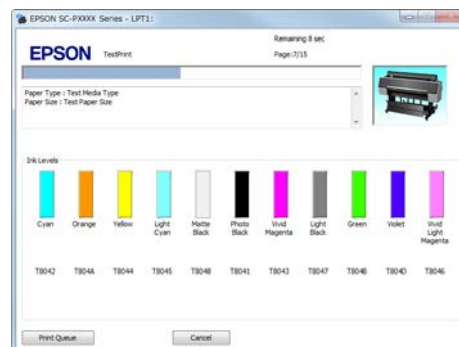 EPSON SC-PXXXX Series - LPT1:
Remaining 8 sec
EPSON TestPrint Page:7/15
Paper Type : Test Media Type
Paper Size : Test Paper Size
Ink Levels
Cyan Orange Yellow Light Cyan Matte Black Photo Black Vivid Magenta Light Black Green Violet Vivid Light Magenta
T8042 T804A T8044 T8045 T8048 T8041 T8043 T8047 T804B T804D T8046
Print Queue Cancel